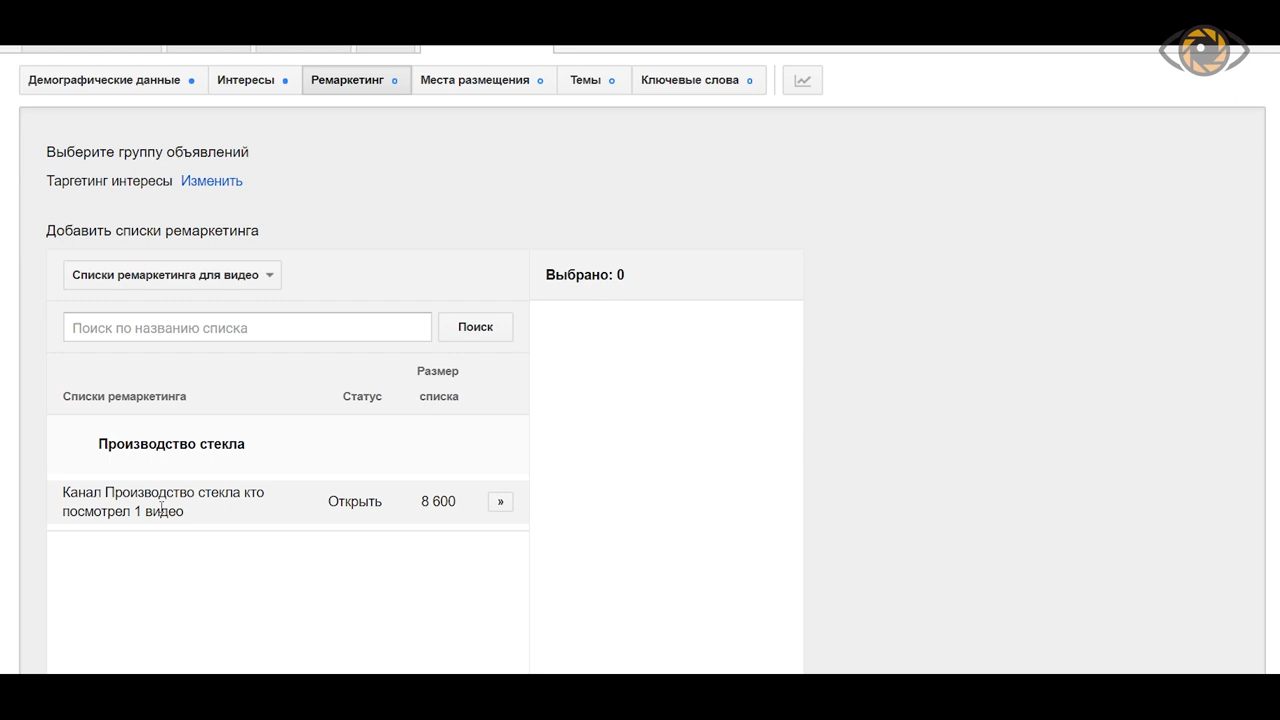 Демографические данные Интересы Ремаркетинг Места размещения Темы Ключевые слова
Выберите группу объявлений
Таргетинг интересы Изменить
Добавить списки ремаркетинга
Списки ремаркетинга для видео
Выбрано: 0
Поиск по названию списка Поиск
Размер
Списки ремаркетинга Статус списка
Производство стекла
Канал Производство стекла кто
посмотрел 1 видео Открыть 8 600 »